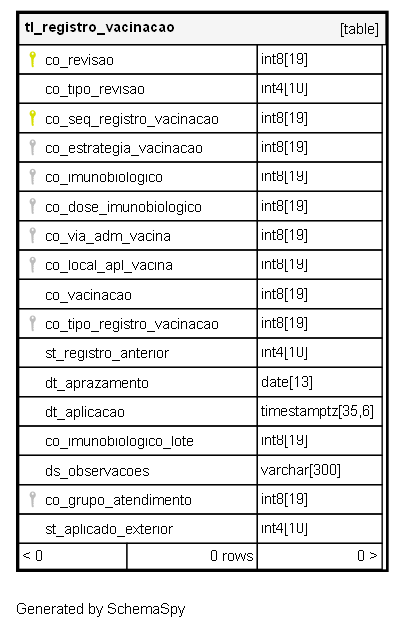 tl_registro_vacinacao [table]
co_revisao int8[19]
co_tipo_revisao int4[10]
co_seq_registro_vacinacao int8[19]
co_estrategia_vacinacao int8[19]
co_imunobiologico int8[19]
co_dose_imunobiologico int8[19]
co_via_adm_vacina int8[19]
co_local_apl_vacina int8[19]
co_vacinacao int8[19]
co_tipo_registro_vacinacao int8[19]
st_registro_anterior int4[10]
dt_aprazamento date[13]
dt_aplicacao timestamptz[35,6]
co_imunobiologico_lote int8[19]
ds_observacoes varchar[300]
co_grupo_atendimento int8[19]
st_aplicado_exterior int4[10]
< 0 0 rows 0 >
Generated by SchemaSpy